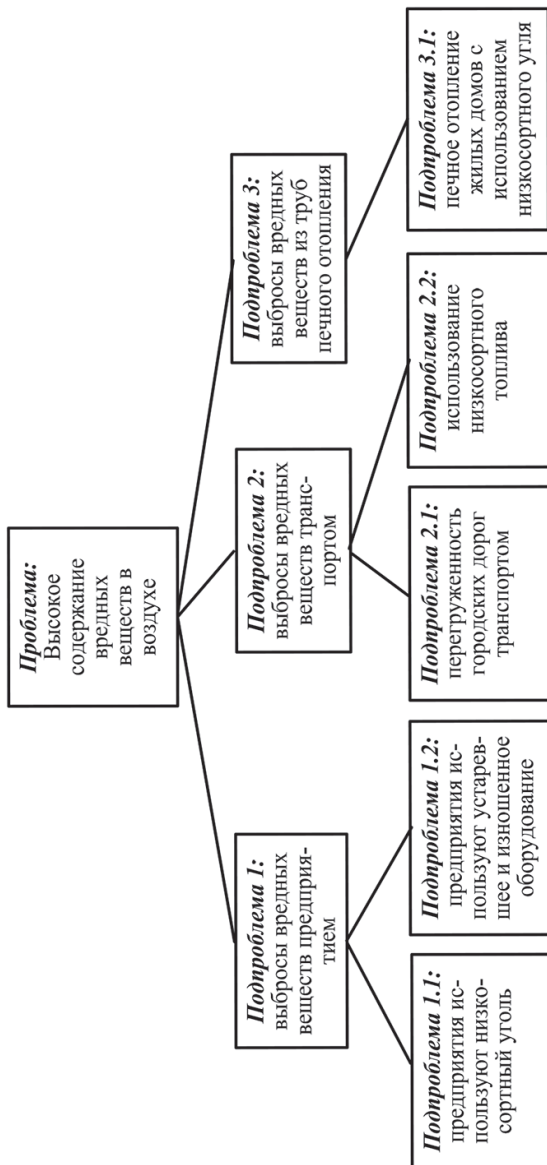 Проблема:
Высокое
содержание
вредных
веществ в
воздухе
Подпроблема 1:
выбросы вредных
веществ предприя-
тием
Подпроблема 2:
выбросы вредных
веществ транс-
портом
Подпроблема 3:
выбросы вредных
веществ из труб
печного отопления
Подпроблема 1.1:
предприятия ис-
пользуют низко-
сортный уголь
Подпроблема 1.2:
предприятия ис-
пользуют устарев-
шее и изношенное
оборудование
Подпроблема 2.1:
перегруженность
городских дорог
транспортом
Подпроблема 2.2:
использование
низкосортного
топлива
Подпроблема 3.1:
печное отопление
жилых домов с
использованием
низкосортного угля